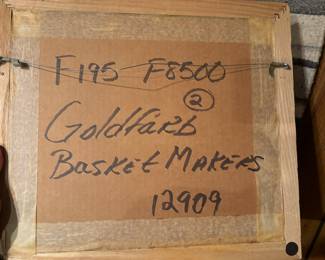 F195 F8500
2
Goldfarb
Basket Makers
12909